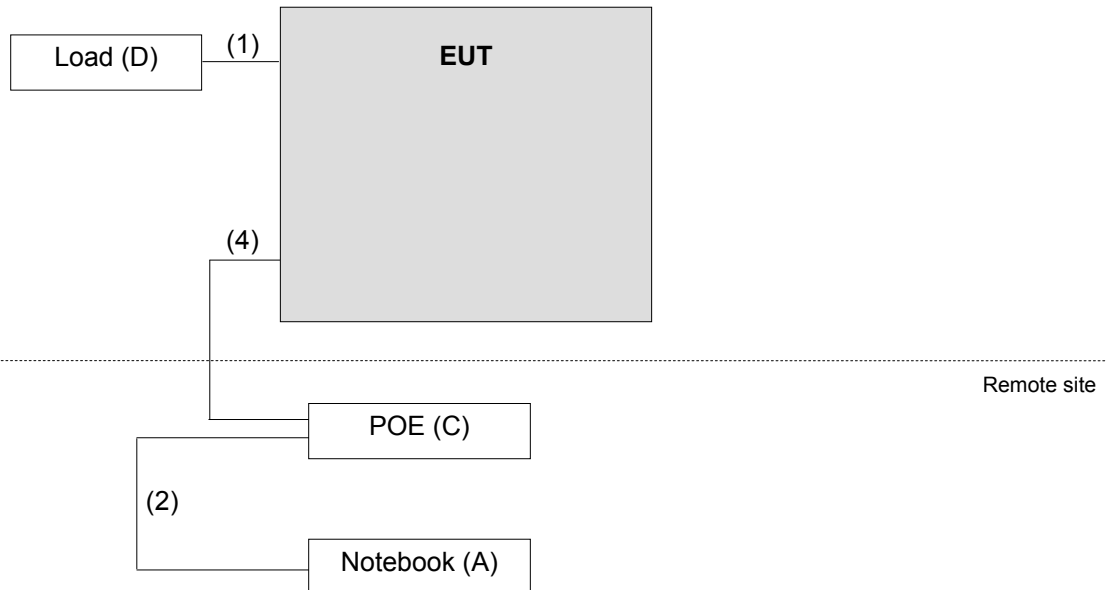 Load (D)
(1)
EUT
(4)
Remote site
POE (C)
(2)
Notebook (A)